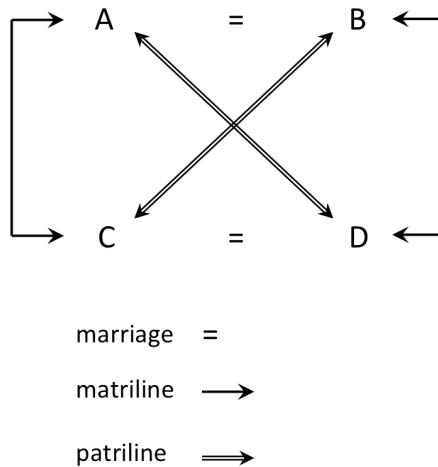 A = B
C = D
marriage =
matriline
patriline